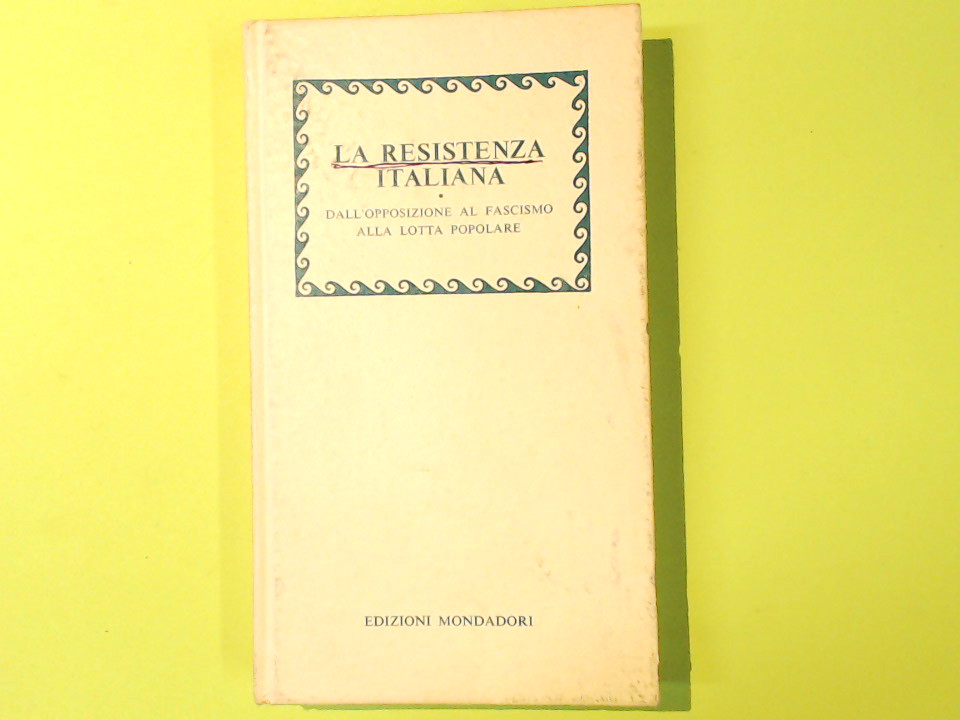 LA RESISTENZA
ITALIANA
•
DALL'OPPOSIZIONE AL FASCISMO
ALLA LOTTA POPOLARE
EDIZIONI MONDADORI